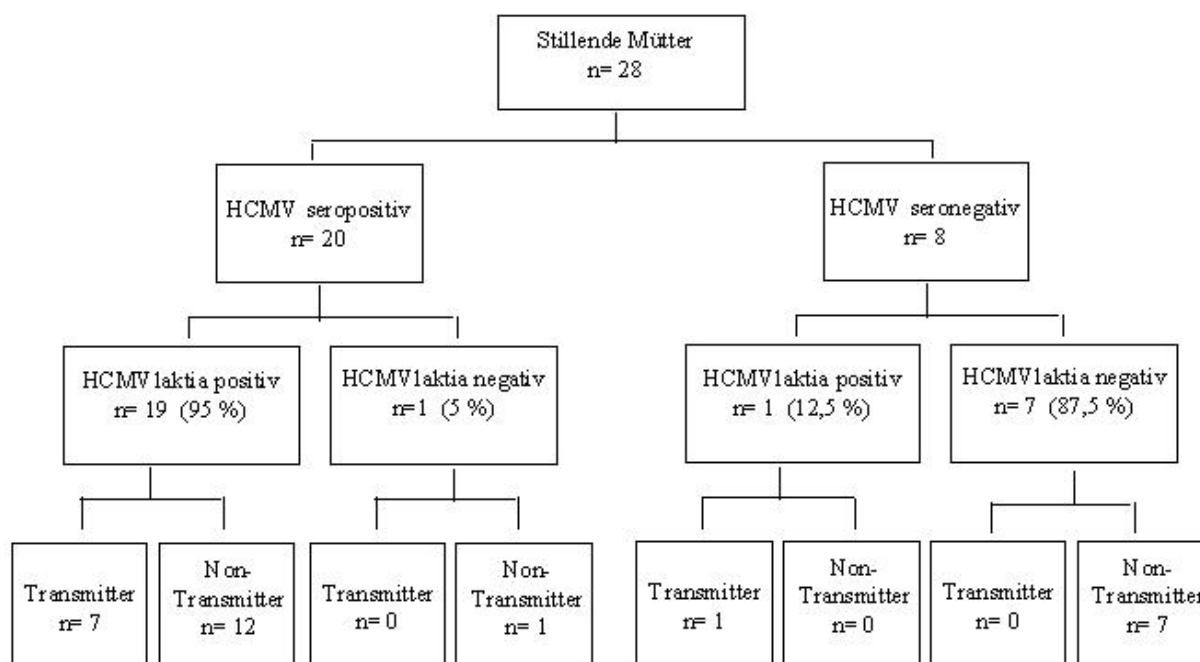 Stillende Mütter
n= 28
HCMV seropositiv
n= 20
HCMV seronegativ
n= 8
HCMV laktia positiv
n= 19 (95 %)
HCMV laktia negativ
n= 1 (5 %)
HCMV laktia positiv
n= 1 (12,5 %)
HCMV laktia negativ
n= 7 (87,5 %)
Transmitter
n= 7
Non-
Transmitter
n= 12
Transmitter
n= 0
Non-
Transmitter
n= 1
Transmitter
n= 1
Non-
Transmitter
n= 0
Transmitter
n= 0
Non-
Transmitter
n= 7